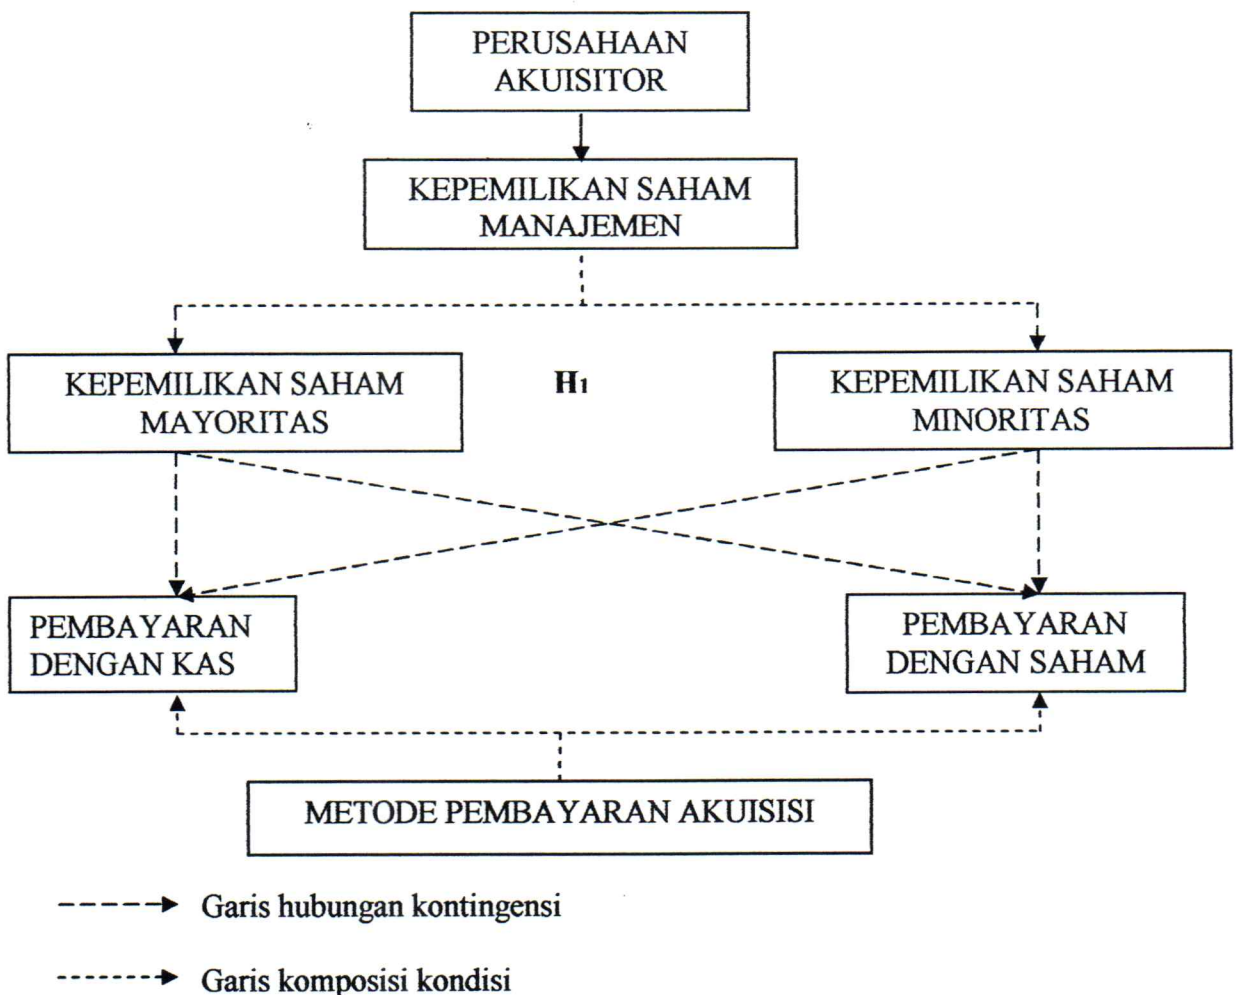 PERUSAHAAN
AKUISITOR
KEPEMILIKAN SAHAM
MANAJEMEN
KEPEMILIKAN SAHAM
MAYORITAS
H1
KEPEMILIKAN SAHAM
MINORITAS
PEMBAYARAN
DENGAN KAS
PEMBAYARAN
DENGAN SAHAM
METODE PEMBAYARAN AKUISISI
Garis hubungan kontingensi
Garis komposisi kondisi